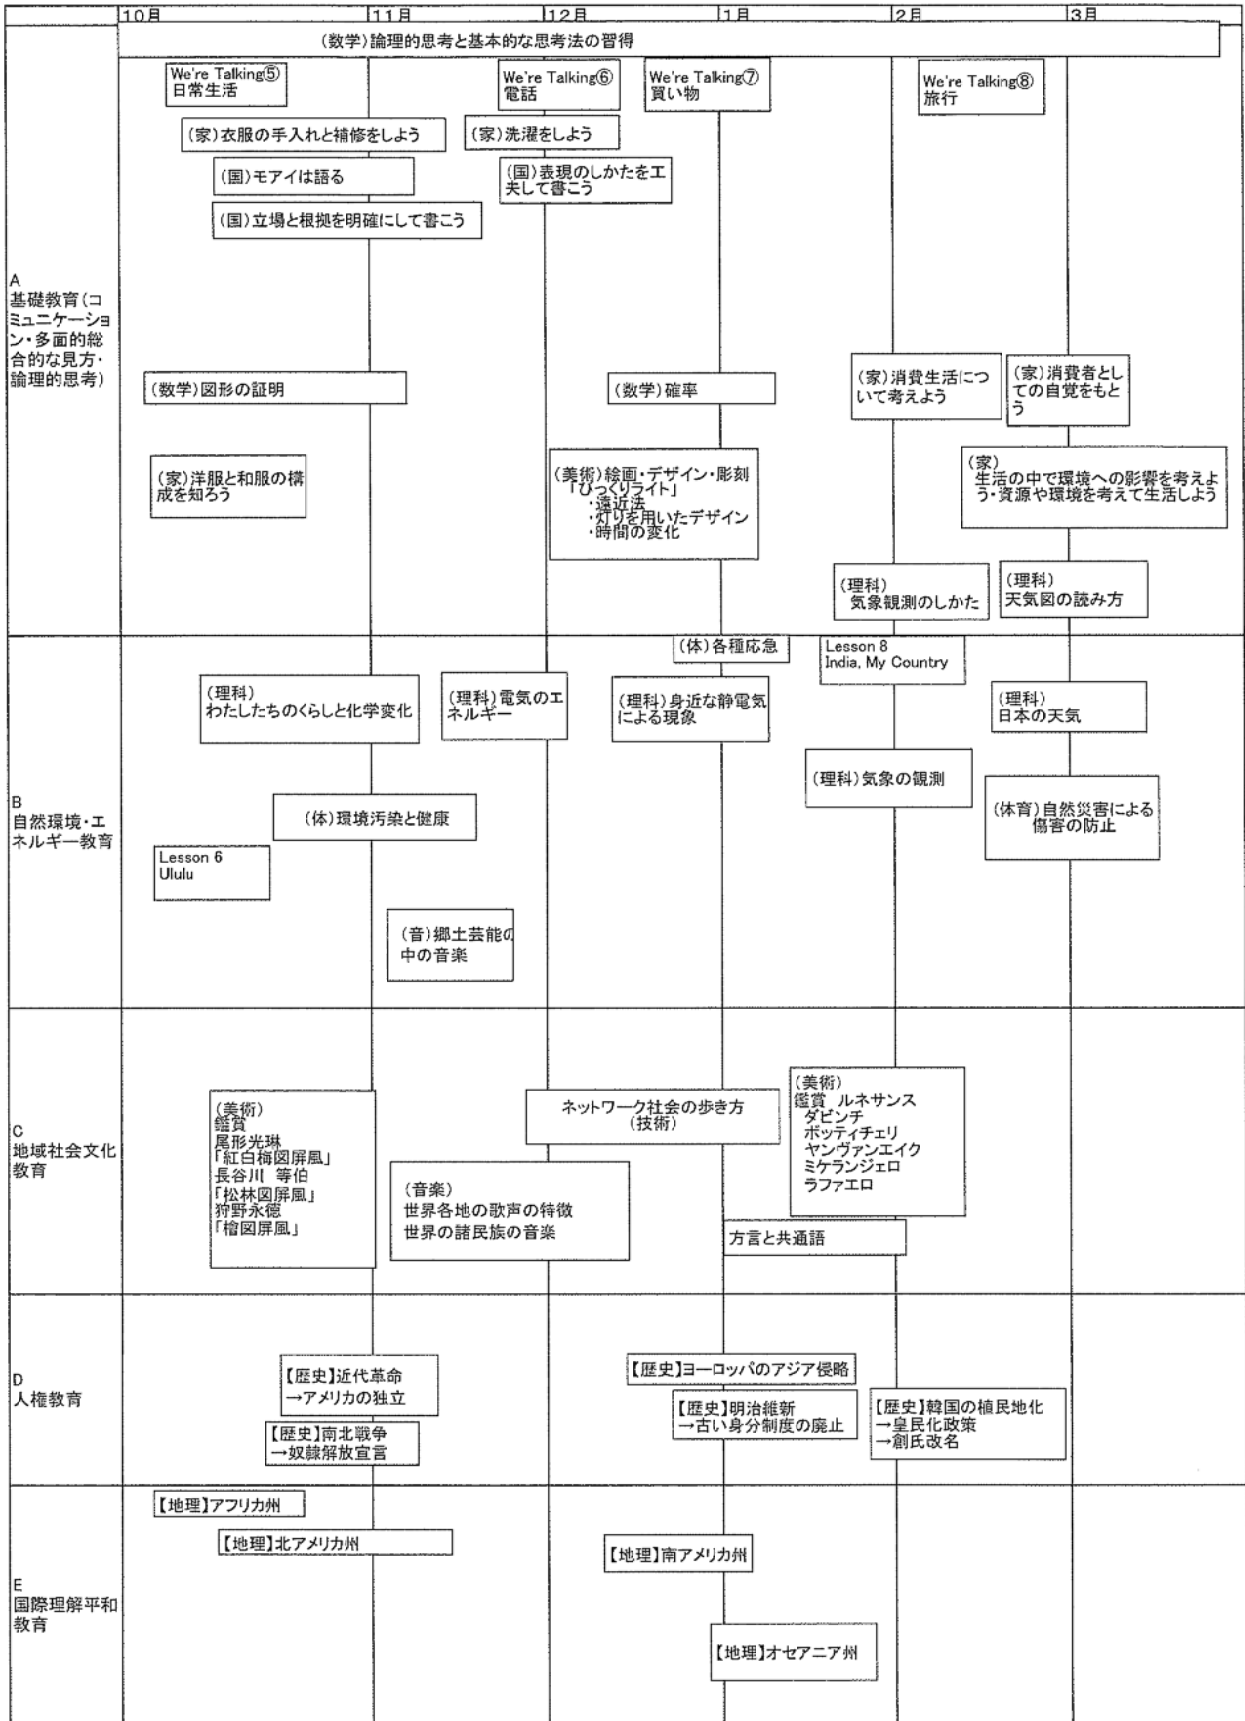 10月 11月 12月 1月 2月 3月
(数学)論理的思考と基本的な思考法の習得
We're Talking⑤
日常生活
We're Talking⑥
電話
We're Talking⑦
買い物
We're Talking⑧
旅行
(家)衣服の手入れと補修をしよう
(家)洗濯をしよう
(国)モアイは語る
(国)表現のしかたを工
夫して書こう
(国)立場と根拠を明確にして書こう
A
基礎教育(コ
ミュニケーショ
ン・多面的総
合的な見方・
論理的思考)
(数学)図形の証明
(数学)確率
(家)消費生活につ
いて考えよう
(家)消費者とし
ての自覚をもと
う
(家)洋服と和服の構
成を知ろう
(美術)絵画・デザイン・彫刻
「びっくりライト」
・遠近法
・灯りを用いたデザイン
・時間の変化
(家)
生活の中で環境への影響を考えよ
う・資源や環境を考えて生活しよう
(理科)
気象観測のしかた
(理科)
天気図の読み方
B
自然環境・エ
ネルギー教育
(体)各種応急
Lesson 8
India, My Country
(理科)
わたしたちのくらしと化学変化
(理科)電気のエ
ネルギー
(理科)身近な静電気
による現象
(理科)
日本の天気
(理科)気象の観測
(体)環境汚染と健康
(体育)自然災害による
傷害の防止
Lesson 6
Ululu
(音)郷土芸能の
中の音楽
C
地域社会文化
教育
(美術)
鑑賞
尾形光琳
「紅白梅図屏風」
長谷川 等伯
「松林図屏風」
狩野永徳
「檜図屏風」
ネットワーク社会の歩き方
(技術)
(美術)
鑑賞 ルネサンス
ダビンチ
ボッティチェリ
ヤンヴァンエイク
ミケランジェロ
ラファエロ
(音楽)
世界各地の歌声の特徴
世界の諸民族の音楽
方言と共通語
D
人権教育
【歴史】近代革命
→アメリカの独立
【歴史】南北戦争
→奴隷解放宣言
【歴史】ヨーロッパのアジア侵略
【歴史】明治維新
→古い身分制度の廃止
【歴史】韓国の植民地化
→皇民化政策
→創氏改名
E
国際理解平和
教育
【地理】アフリカ州
【地理】北アメリカ州
【地理】南アメリカ州
【地理】オセアニア州